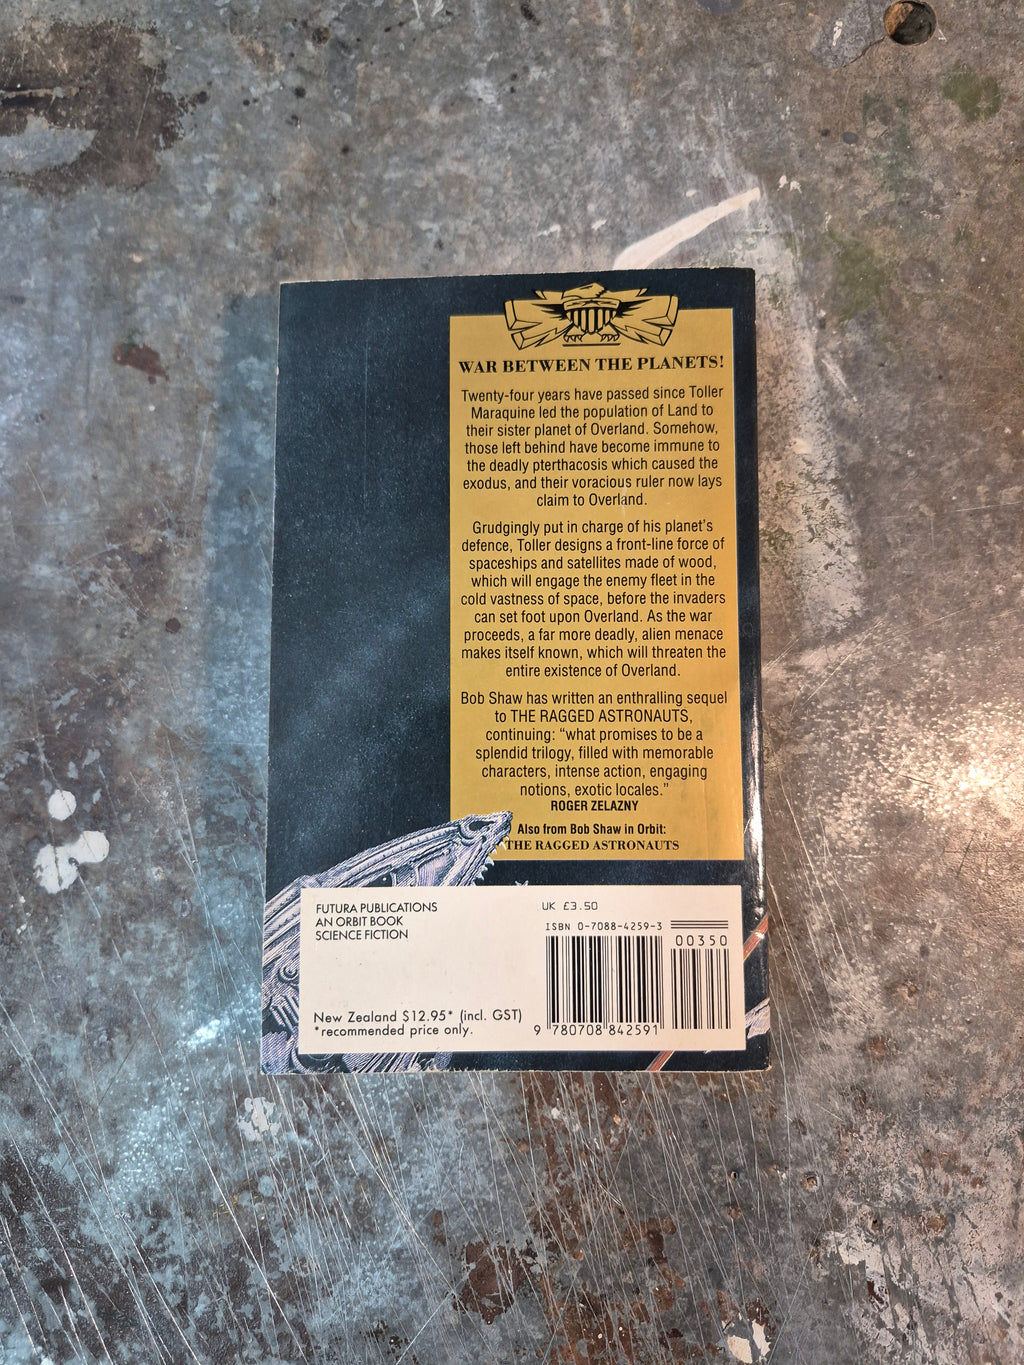 WAR BETWEEN THE PLANETS!
Twenty-four years have passed since Toller
Maraquine led the population of Land to
their sister planet of Overland. Somehow,
those left behind have become immune to
the deadly pterthacosis which caused the
exodus, and their voracious ruler now lays
claim to Overland.
Grudgingly put in charge of his planet's
defence, Toller designs a front-line force of
spaceships and satellites made of wood,
which will engage the enemy fleet in the
cold vastness of space, before the invaders
can set foot upon Overland. As the war
proceeds, a far more deadly, alien menace
makes itself known, which will threaten the
entire existence of Overland.
Bob Shaw has written an enthralling sequel
to THE RAGGED ASTRONAUTS,
continuing: “what promises to be a
splendid trilogy, filled with memorable
characters, intense action, engaging
notions, exotic locales.”
ROGER ZELAZNY
Also from Bob Shaw in Orbit:
THE RAGGED ASTRONAUTS
FUTURA PUBLICATIONS
AN ORBIT BOOK
SCIENCE FICTION
New Zealand $12.95* (incl. GST)
*recommended price only.
UK £3.50
ISBN 0-7088-4259-3
00350
9 780708 842591